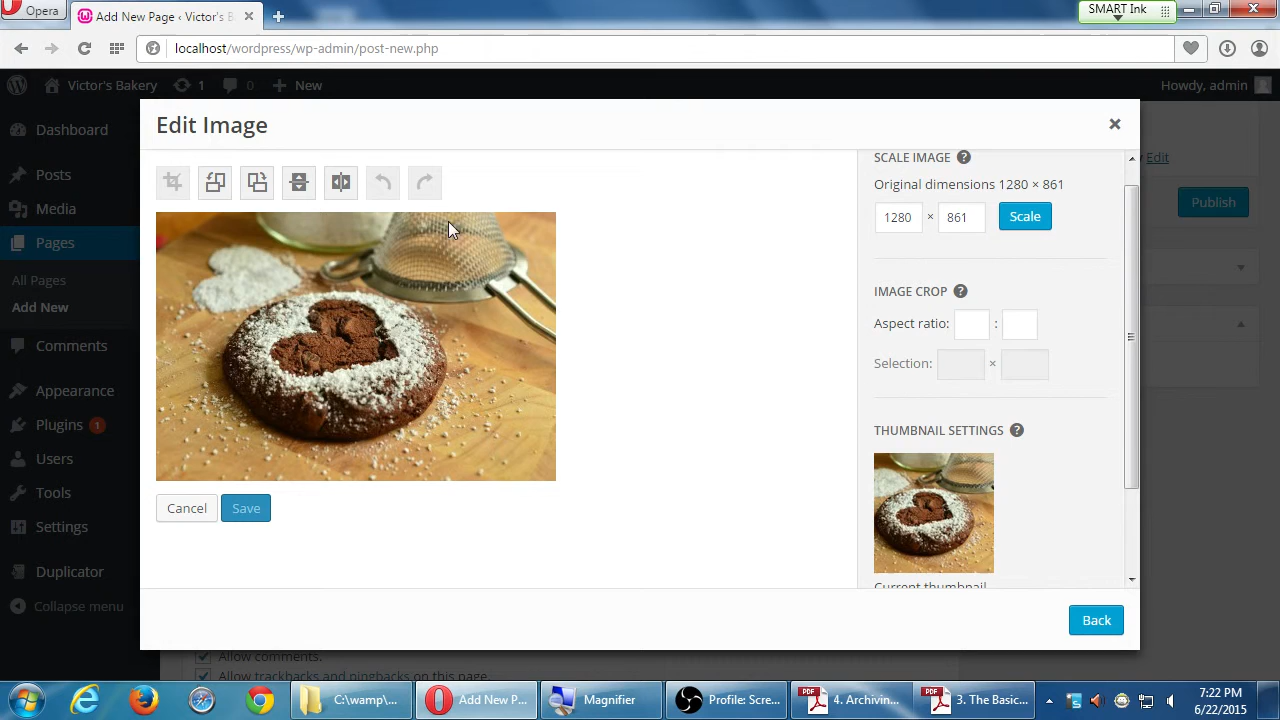 Opera
Add New Page ‹ Victor's B
SMART Ink
localhost/wordpress/wp-admin/post-new.php
Victor's Bakery
1
0
New
Howdy, admin
Dashboard
Posts
Media
Pages
All Pages
Add New
Comments
Appearance
Plugins 1
Users
Tools
Settings
Duplicator
Collapse menu
Edit Image
Cancel
Save
SCALE IMAGE
Original dimensions 1280 × 861
1280 × 861 Scale
IMAGE CROP
Aspect ratio: :
Selection: ×
THUMBNAIL SETTINGS
Current thumbnail
Back
Edit
Publish
Allow comments.
Allow trackbacks and pingbacks on this page.
C:\wamp\...
Add New P...
Magnifier
Profile: Scre...
4. Archivin...
3. The Basic...
7:22 PM
6/22/2015